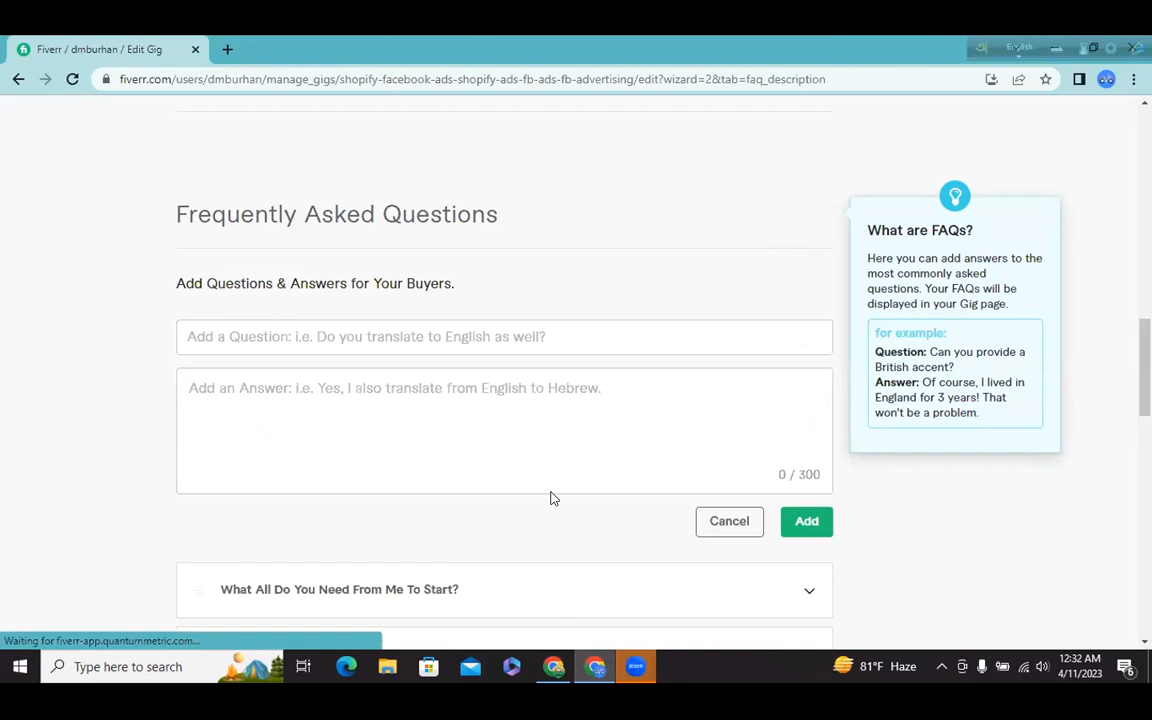 Fiverr / dmburhan / Edit Gig
English
fiverr.com/users/dmburhan/manage_gigs/shopify-facebook-ads-shopify-ads-fb-ads-fb-advertising/edit?wizard=2&tab=faq_description
Frequently Asked Questions
Add Questions & Answers for Your Buyers.
Add a Question: i.e. Do you translate to English as well?
Add an Answer: i.e. Yes, I also translate from English to Hebrew.
0 / 300
Cancel
Add
What All Do You Need From Me To Start?
What are FAQs?
Here you can add answers to the
most commonly asked
questions. Your FAQs will be
displayed in your Gig page.
for example:
Question: Can you provide a
British accent?
Answer: Of course, I lived in
England for 3 years! That
won't be a problem.
Waiting for fiverr-app.quantummetric.com...
Type here to search
zoom
81°F Haze
12:32 AM
4/11/2023
6